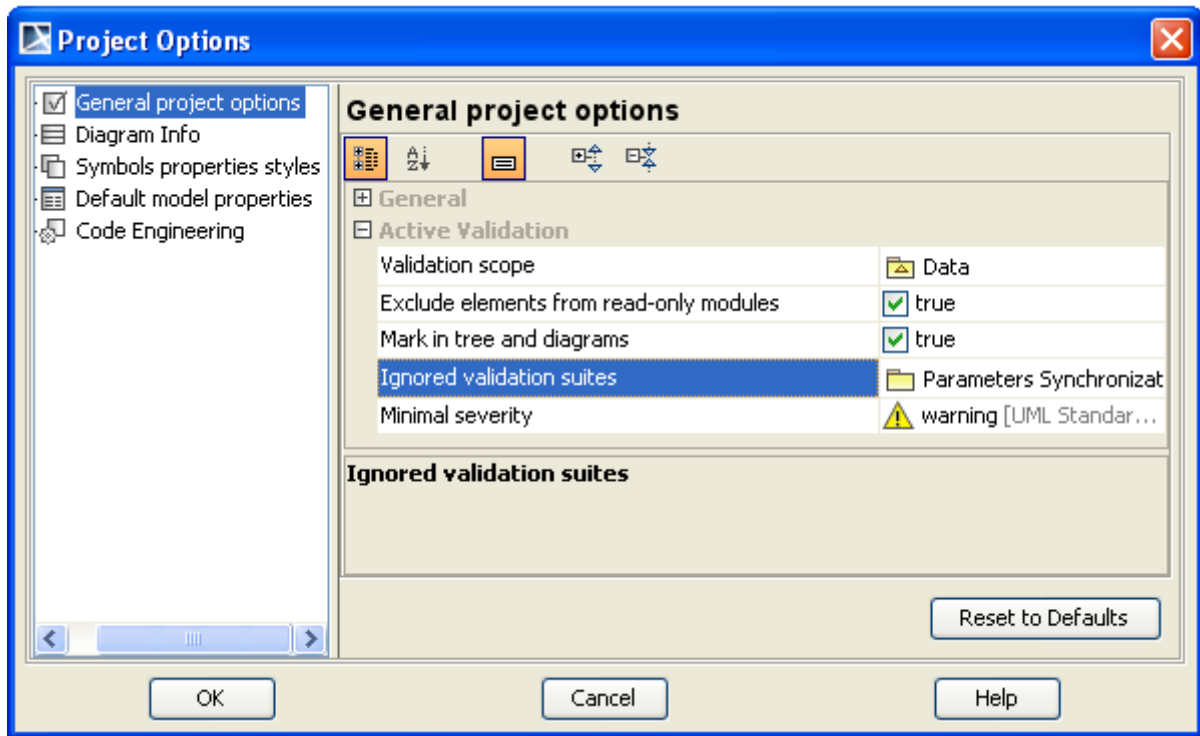 Project Options
General project options
Diagram Info
Symbols properties styles
Default model properties
Code Engineering
General project options
General
Active Validation
Validation scope Data
Exclude elements from read-only modules true
Mark in tree and diagrams true
Ignored validation suites Parameters Synchronizat
Minimal severity warning [UML Standar...
Ignored validation suites
Reset to Defaults
OK Cancel Help